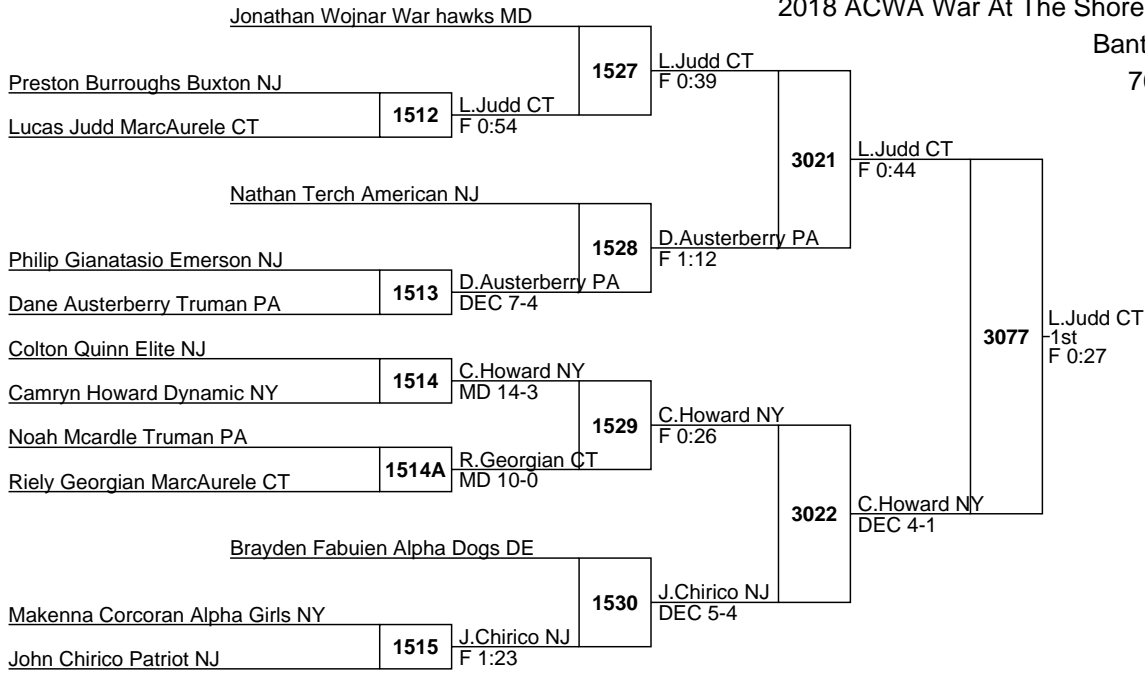 2018 ACWA War At The Shore
Bant
Jonathan Wojnar War hawks MD
1527
L.Judd CT
F 0:39
Preston Burroughs Buxton NJ
1512
L.Judd CT
F 0:54
Lucas Judd MarcAurele CT
3021
L.Judd CT
F 0:44
Nathan Terch American NJ
1528
D.Austerberry PA
F 1:12
Philip Gianatasio Emerson NJ
1513
D.Austerberry PA
DEC 7-4
Dane Austerberry Truman PA
3077
L.Judd CT
1st
F 0:27
Colton Quinn Elite NJ
1514
C.Howard NY
MD 14-3
Camryn Howard Dynamic NY
1529
C.Howard NY
F 0:26
Noah Mcardle Truman PA
1514A
R.Georgian CT
MD 10-0
Riely Georgian MarcAurele CT
3022
C.Howard NY
DEC 4-1
Brayden Fabuien Alpha Dogs DE
1530
J.Chirico NJ
DEC 5-4
Makenna Corcoran Alpha Girls NY
1515
J.Chirico NJ
F 1:23
John Chirico Patriot NJ